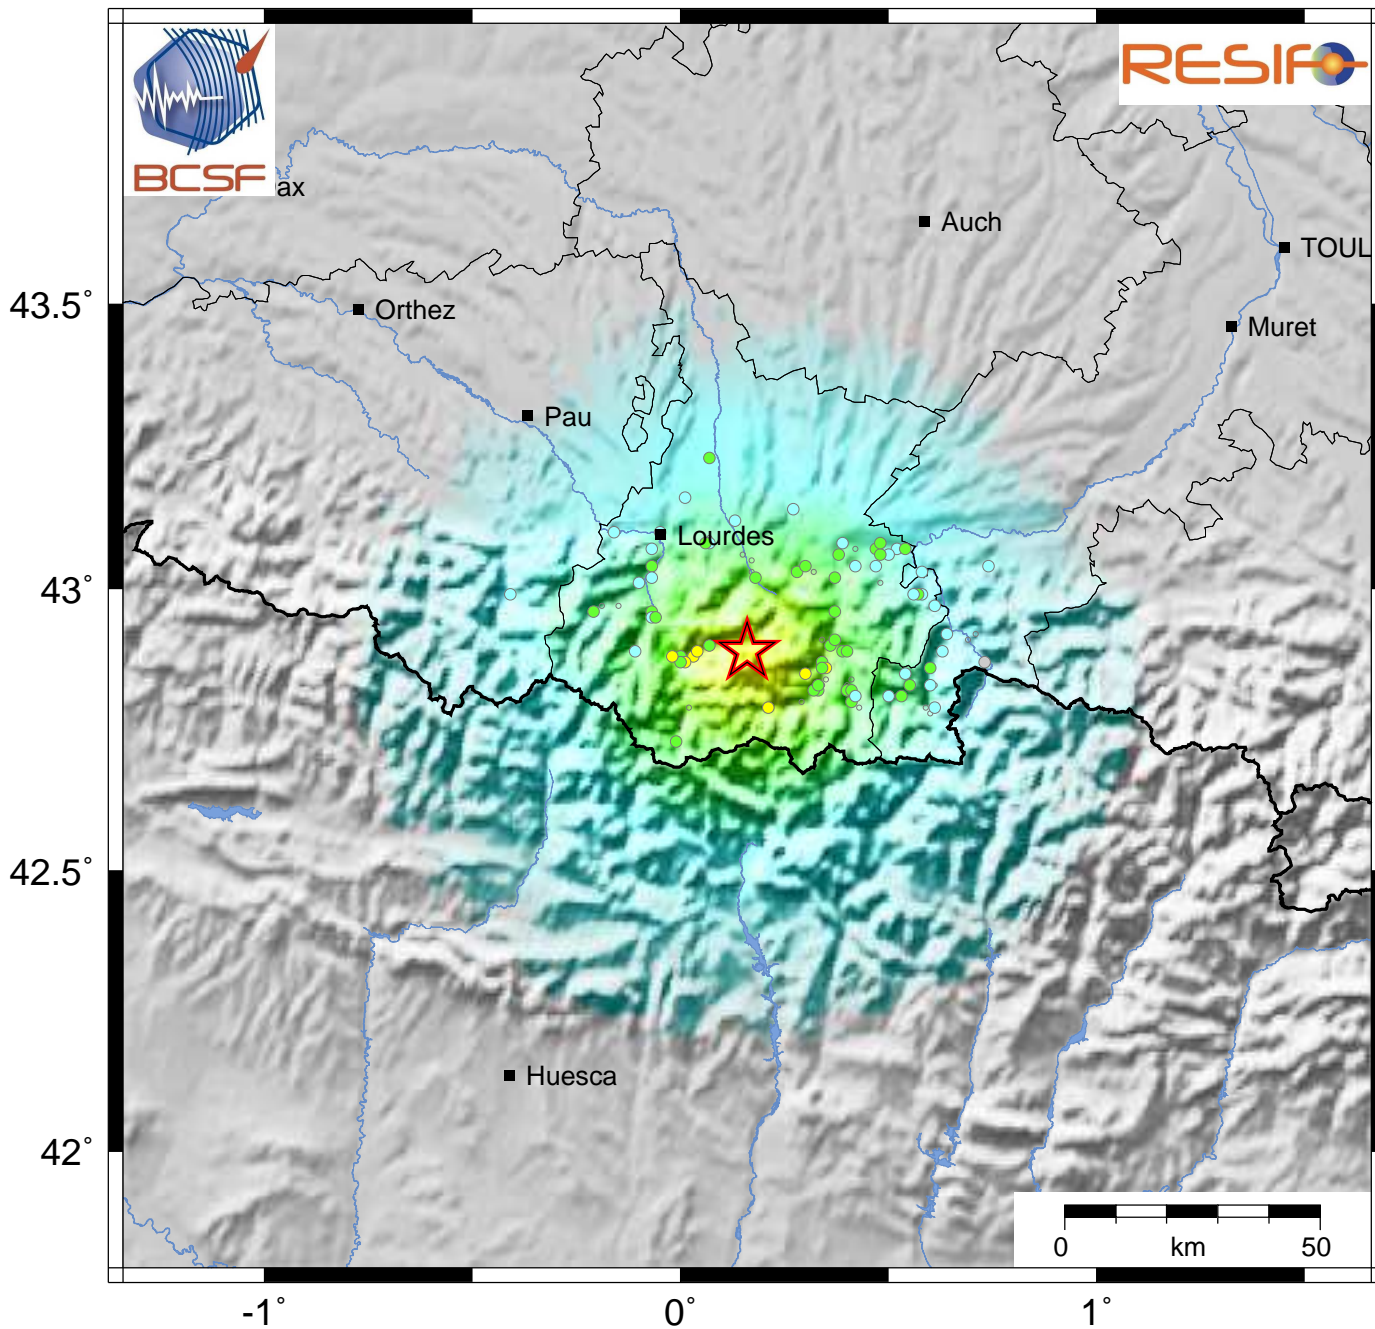 BCSF
RESIF
ax
Auch
TOUL
Orthez
Muret
Pau
Lourdes
Huesca
43.5°
43°
42.5°
42°
0 km 50
-1° 0° 1°